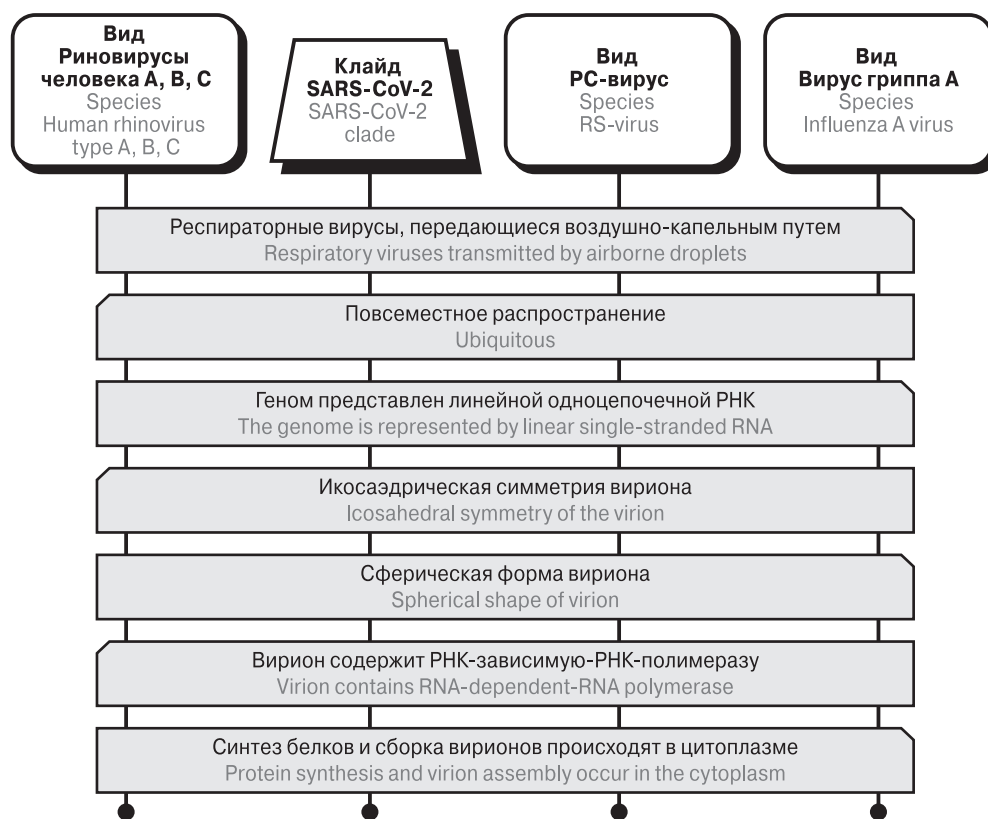 Вид
Риновирусы
человека A, B, C
Species
Human rhinovirus
type A, B, C
Клайд
SARS-CoV-2
SARS-CoV-2
clade
Вид
РС-вирус
Species
RS-virus
Вид
Вирус гриппа A
Species
Influenza A virus
Респираторные вирусы, передающиеся воздушно-капельным путем
Respiratory viruses transmitted by airborne droplets
Повсеместное распространение
Ubiquitous
Геном представлен линейной одноцепочечной РНК
The genome is represented by linear single-stranded RNA
Икосаэдрическая симметрия вириона
Icosahedral symmetry of the virion
Сферическая форма вириона
Spherical shape of virion
Вирион содержит РНК-зависимую-РНК-полимеразу
Virion contains RNA-dependent-RNA polymerase
Синтез белков и сборка вирионов происходят в цитоплазме
Protein synthesis and virion assembly occur in the cytoplasm